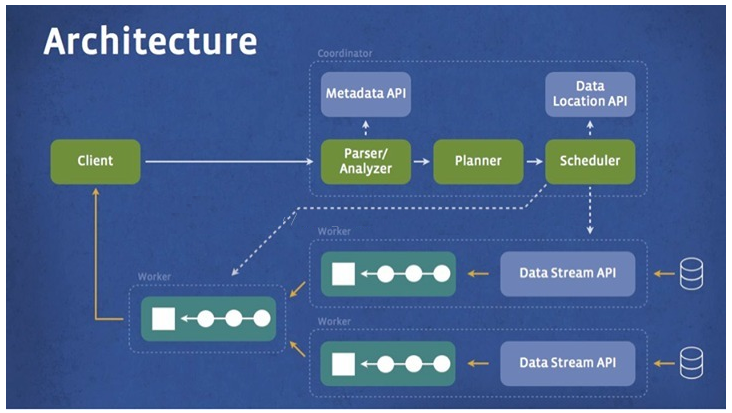 Architecture
Coordinator
Metadata API
Data
Location API
Client
Parser/
Analyzer
Planner
Scheduler
Worker
Data Stream API
Worker
Worker
Data Stream API